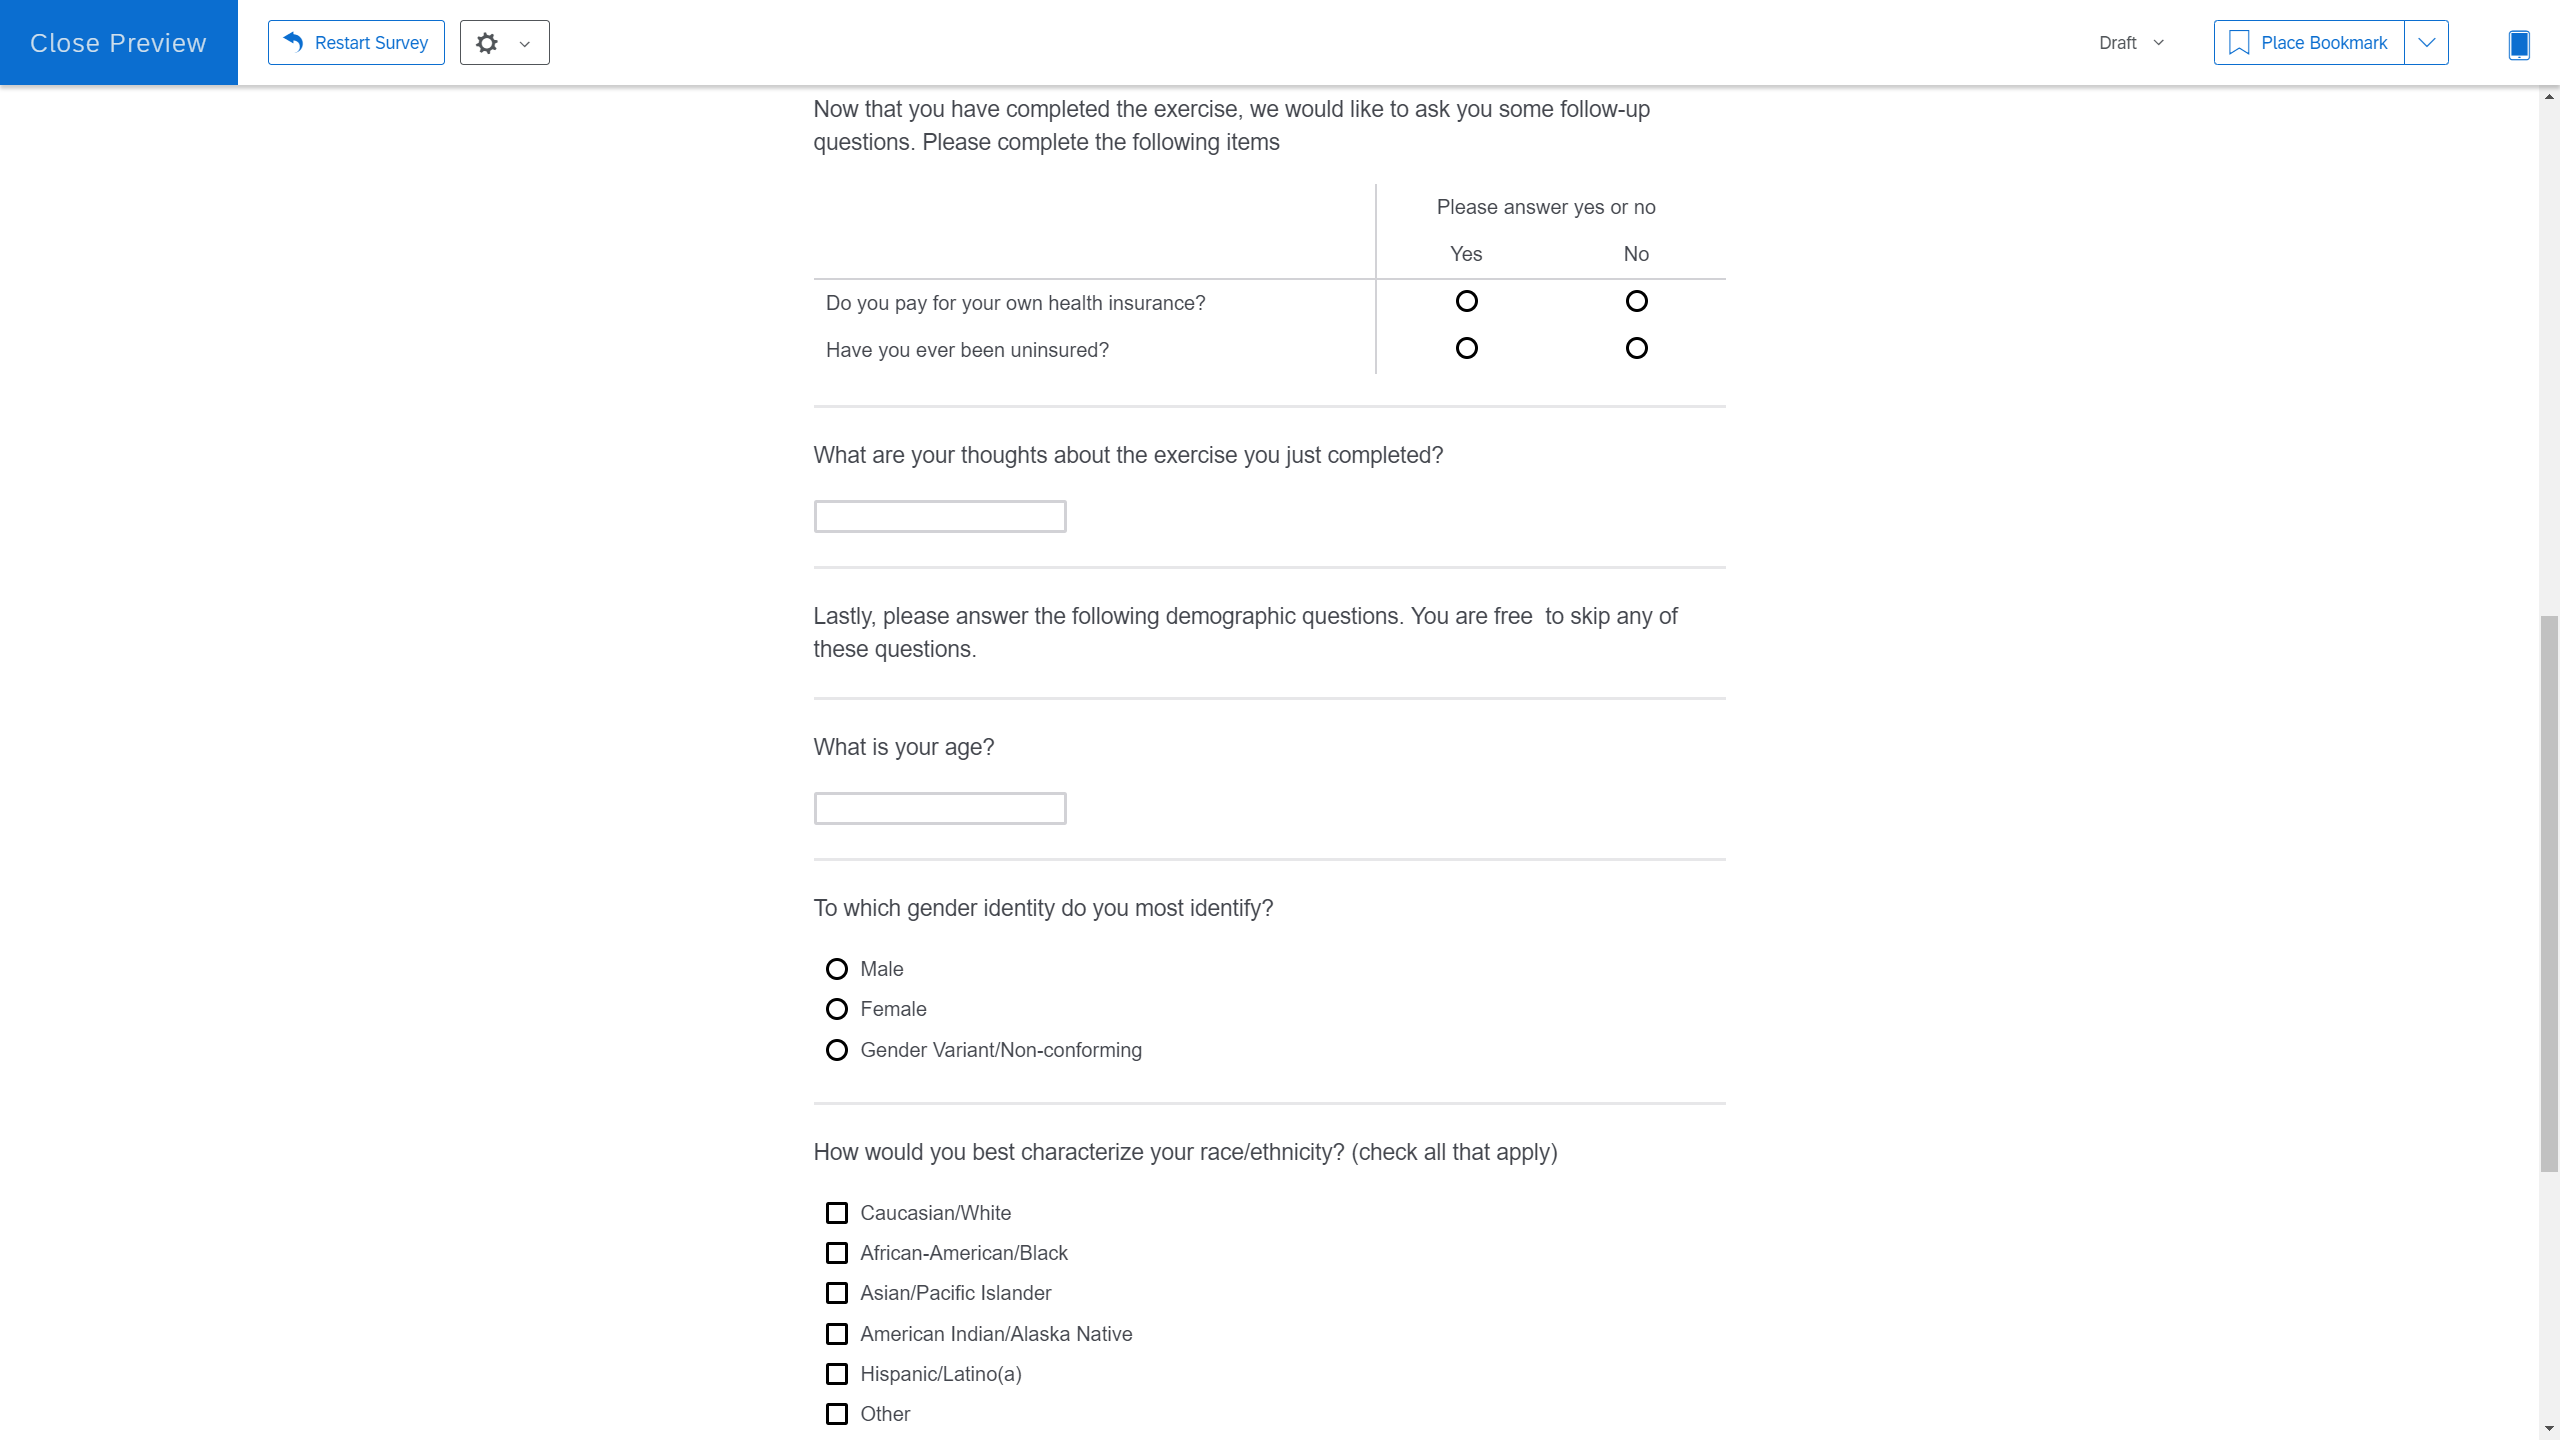 Close Preview
Restart Survey
Draft
Place Bookmark
Now that you have completed the exercise, we would like to ask you some follow-up
questions. Please complete the following items
Please answer yes or no
Yes No
Do you pay for your own health insurance?
Have you ever been uninsured?
What are your thoughts about the exercise you just completed?
Lastly, please answer the following demographic questions. You are free  to skip any of
these questions.
What is your age?
To which gender identity do you most identify?
Male
Female
Gender Variant/Non-conforming
How would you best characterize your race/ethnicity? (check all that apply)
Caucasian/White
African-American/Black
Asian/Pacific Islander
American Indian/Alaska Native
Hispanic/Latino(a)
Other